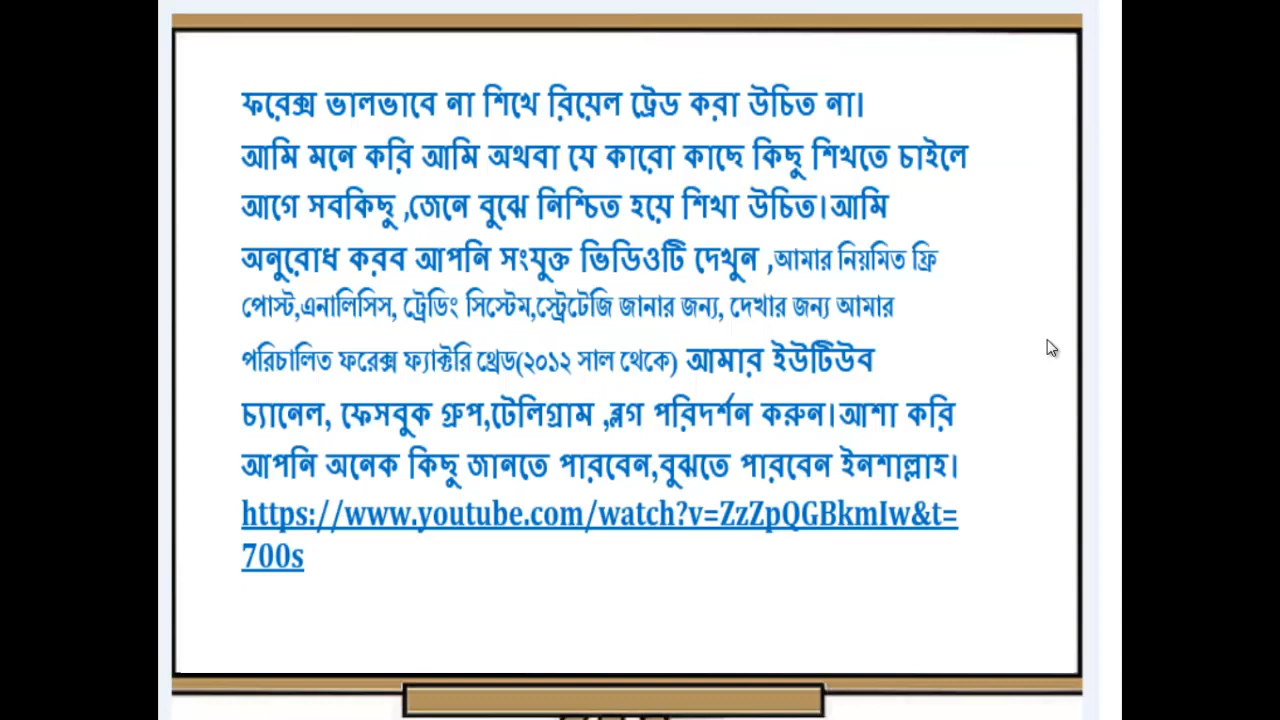 ফরেক্স ভালভাবে না শিখে রিয়েল ট্রেড করা উচিত না।
আমি মনে করি আমি অথবা যে কারো কাছে কিছু শিখতে চাইলে
আগে সবকিছু ,জেনে বুঝে নিশ্চিত হয়ে শিখা উচিত।আমি
অনুরোধ করব আপনি সংযুক্ত ভিডিওটি দেখুন ,আমার নিয়মিত ফ্রি
পোস্ট,এনালিসিস, ট্রেডিং সিস্টেম,স্ট্রেটেজি জানার জন্য, দেখার জন্য আমার
পরিচালিত ফরেক্স ফ্যাক্টরি থ্রেড(২০১২ সাল থেকে) আমার ইউটিউব
চ্যানেল, ফেসবুক গ্রুপ,টেলিগ্রাম ,ব্লগ পরিদর্শন করুন।আশা করি
আপনি অনেক কিছু জানতে পারবেন,বুঝতে পারবেন ইনশাল্লাহ।
https://www.youtube.com/watch?v=ZzZpQGBkmIw&t=
700s